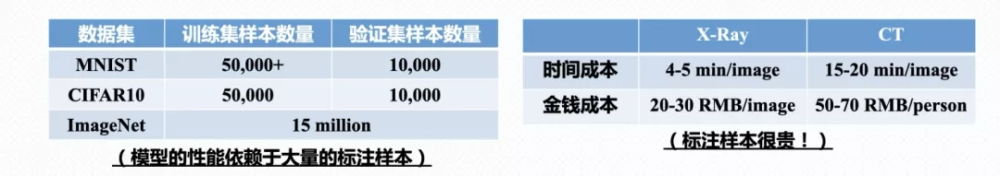 数据集 训练集样本数量 验证集样本数量
MNIST 50,000+ 10,000
CIFAR10 50,000 10,000
ImageNet 15 million
（模型的性能依赖于大量的标注样本）
X-Ray CT
时间成本 4-5 min/image 15-20 min/image
金钱成本 20-30 RMB/image 50-70 RMB/person
（标注样本很贵！）